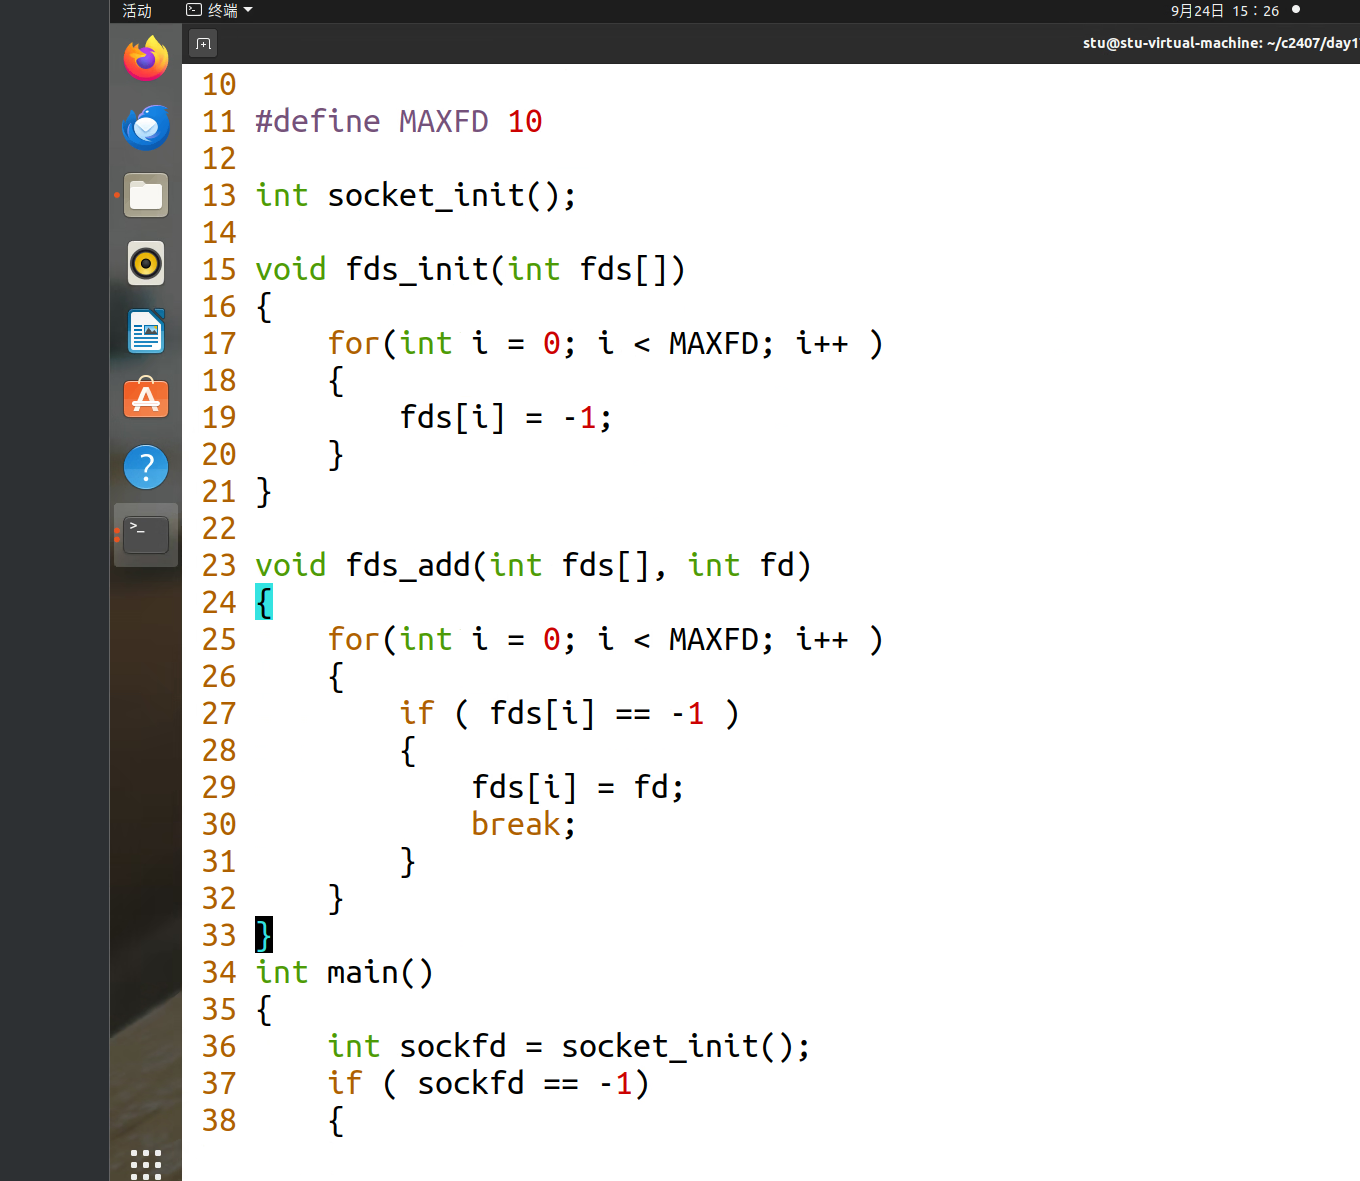 活动 终端 9月24日 15：26
stu@stu-virtual-machine: ~/c2407/day1
10
11 #define MAXFD 10
12
13 int socket_init();
14
15 void fds_init(int fds[])
16 {
17     for(int i = 0; i < MAXFD; i++ )
18     {
19         fds[i] = -1;
20     }
21 }
22
23 void fds_add(int fds[], int fd)
24 {
25     for(int i = 0; i < MAXFD; i++ )
26     {
27         if ( fds[i] == -1 )
28         {
29             fds[i] = fd;
30             break;
31         }
32     }
33 }
34 int main()
35 {
36     int sockfd = socket_init();
37     if ( sockfd == -1)
38     {